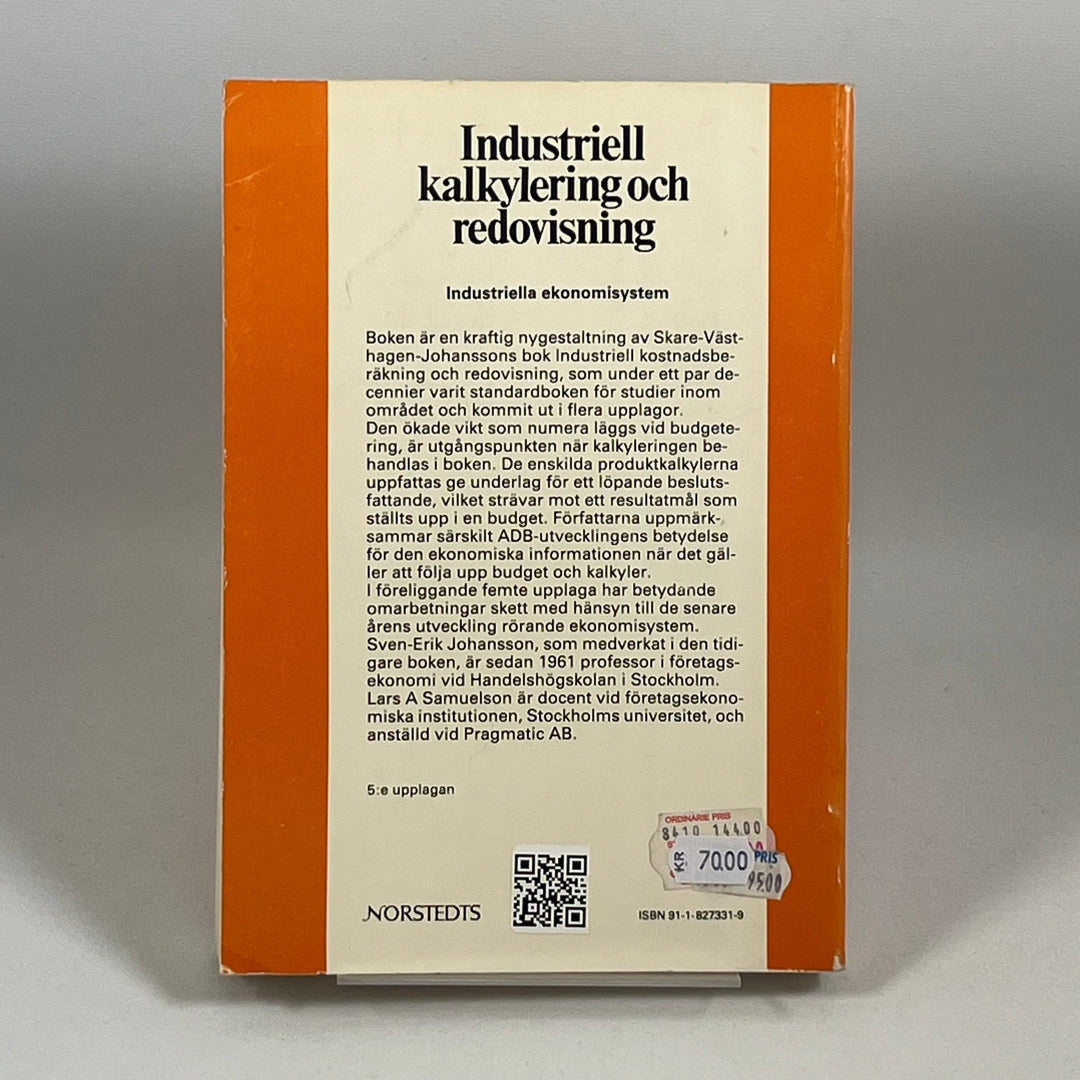 Industriell
kalkylering och
redovisning
Industriella ekonomisystem
Boken är en kraftig nygestaltning av Skare-Väst-
hagen-Johanssons bok Industriell kostnadsbe-
räkning och redovisning, som under ett par de-
cennier varit standardboken för studier inom
området och kommit ut i flera upplagor.
Den ökade vikt som numera läggs vid budgete-
ring, är utgångspunkten när kalkyleringen be-
handlas i boken. De enskilda produktkalkylerna
uppfattas ge underlag för ett löpande besluts-
fattande, vilket strävar mot ett resultatmål som
ställts upp i en budget. Författarna uppmärk-
sammar särskilt ADB-utvecklingens betydelse
för den ekonomiska informationen när det gäl-
ler att följa upp budget och kalkyler.
I föreliggande femte upplaga har betydande
omarbetningar skett med hänsyn till de senare
årens utveckling rörande ekonomisystem.
Sven-Erik Johansson, som medverkat i den tidi-
gare boken, är sedan 1961 professor i företags-
ekonomi vid Handelshögskolan i Stockholm.
Lars A Samuelson är docent vid företagsekono-
miska institutionen, Stockholms universitet, och
anställd vid Pragmatic AB.
5:e upplagan
ORDINARIE PRIS
8410 144.00
KR 70.00 PRIS
95.00
NORSTEDTS
ISBN 91-1-827331-9